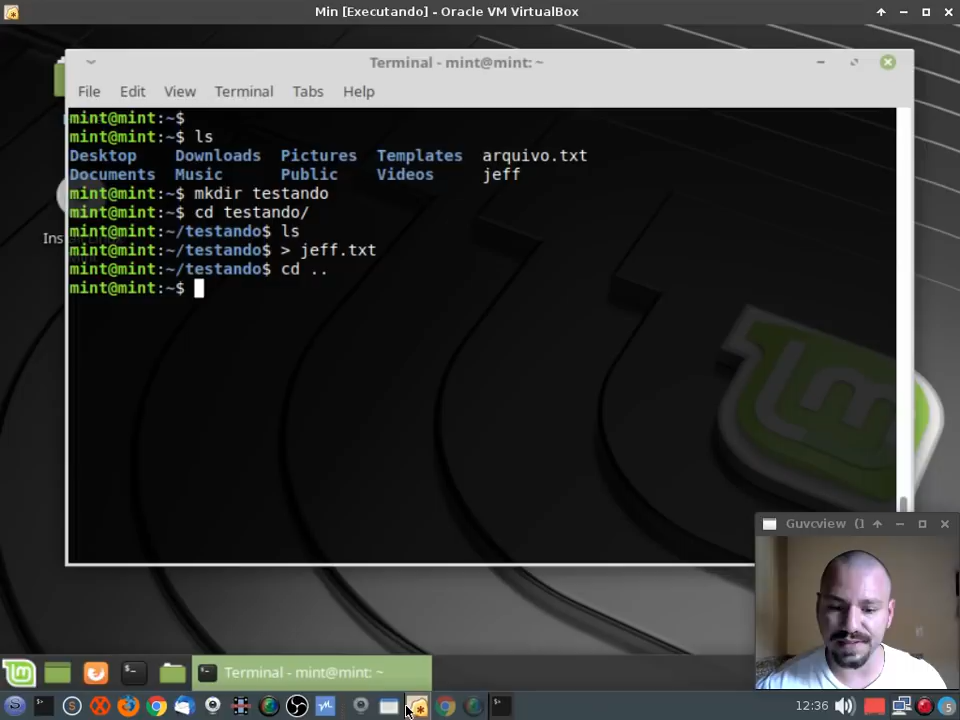 Min [Executando] - Oracle VM VirtualBox
Terminal - mint@mint: ~
File Edit View Terminal Tabs Help
mint@mint:~$
mint@mint:~$ ls
Desktop Downloads Pictures Templates arquivo.txt
Documents Music Public Videos jeff
mint@mint:~$ mkdir testando
mint@mint:~$ cd testando/
mint@mint:~/testando$ ls
mint@mint:~/testando$ > jeff.txt
mint@mint:~/testando$ cd ..
mint@mint:~$
Guvcview (1
Terminal - mint@mint: ~
12:36